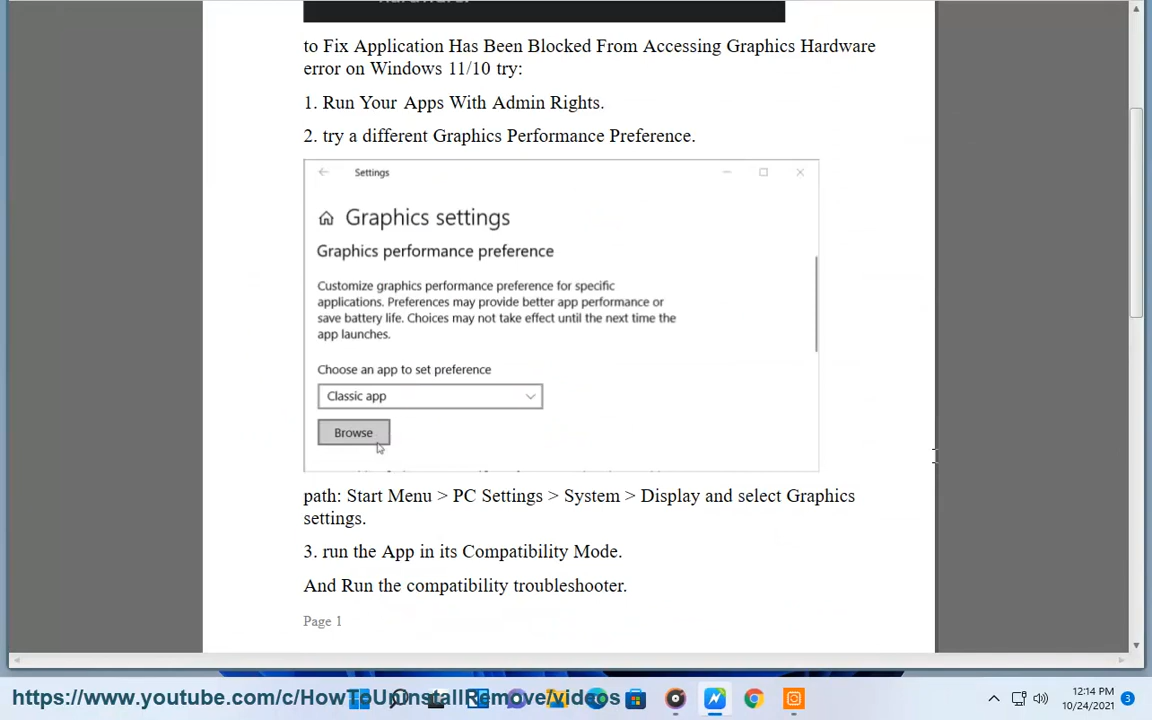 to Fix Application Has Been Blocked From Accessing Graphics Hardware
error on Windows 11/10 try:
1. Run Your Apps With Admin Rights.
2. try a different Graphics Performance Preference.
Settings
Graphics settings
Graphics performance preference
Customize graphics performance preference for specific
applications. Preferences may provide better app performance or
save battery life. Choices may not take effect until the next time the
app launches.
Choose an app to set preference
Classic app
Browse
path: Start Menu > PC Settings > System > Display and select Graphics
settings.
3. run the App in its Compatibility Mode.
And Run the compatibility troubleshooter.
Page 1
https://www.youtube.com/c/HowToUninstallRemove/videos
12:14 PM
10/24/2021
3